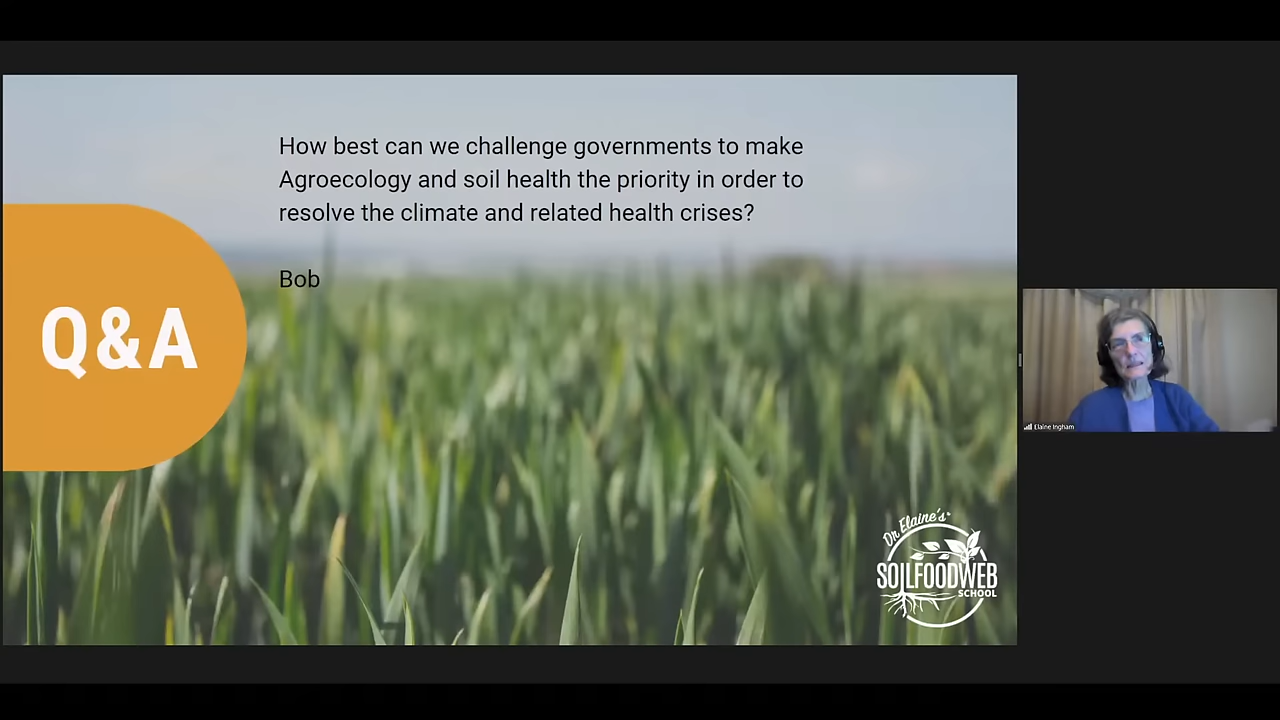 How best can we challenge governments to make
Agroecology and soil health the priority in order to
resolve the climate and related health crises?
Bob
Q&A
Dr Elaine's®
SOILFOODWEB
SCHOOL
Elaine Ingham